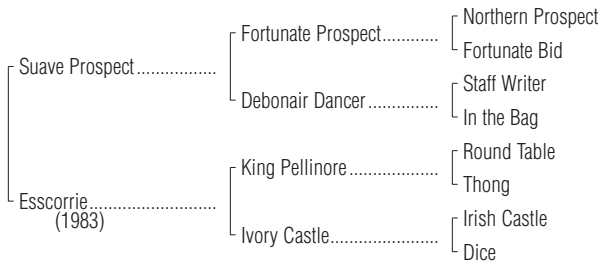 Northern Prospect
Fortunate Prospect............
Fortunate Bid
Suave Prospect.................
Staff Writer
Debonair Dancer...............
In the Bag
Round Table
King Pellinore...................
Thong
Esscorrie...........................
(1983)
Irish Castle
Ivory Castle.......................
Dice